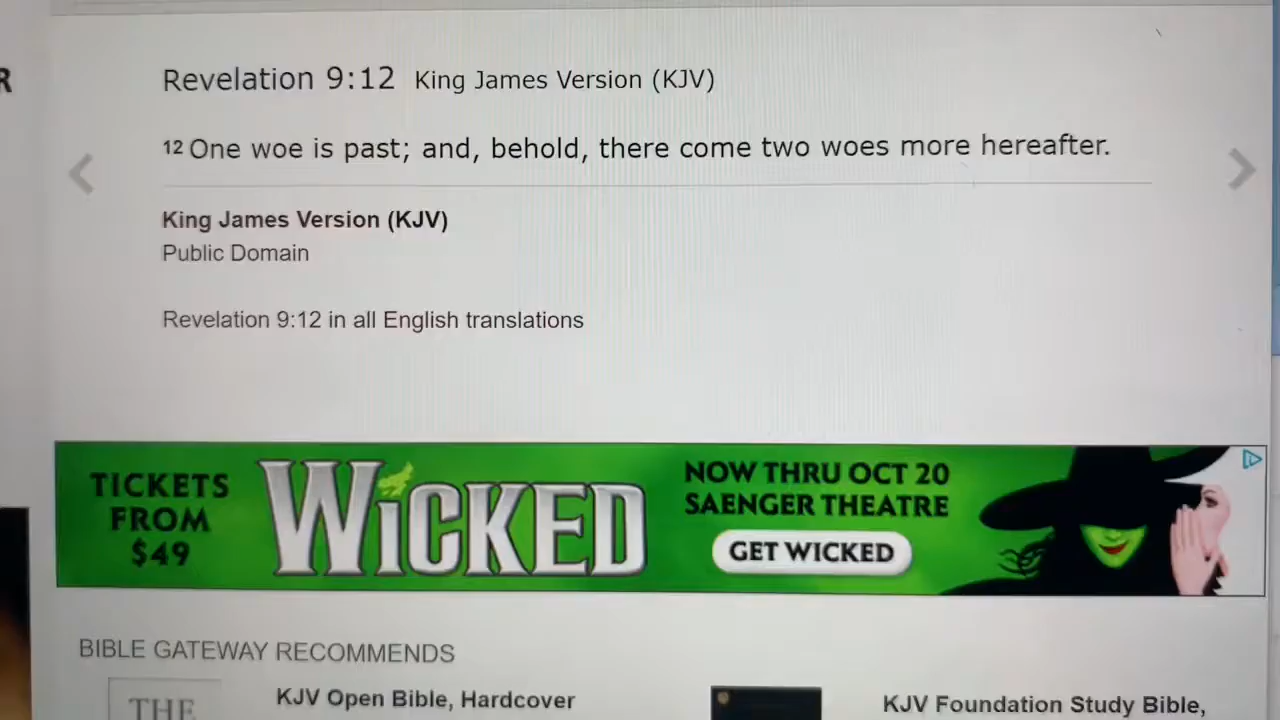 R
Revelation 9:12 King James Version (KJV)
12 One woe is past; and, behold, there come two woes more hereafter.
King James Version (KJV)
Public Domain
Revelation 9:12 in all English translations
TICKETS
FROM
$49
WICKED
NOW THRU OCT 20
SAENGER THEATRE
GET WICKED
BIBLE GATEWAY RECOMMENDS
THE
KJV Open Bible, Hardcover
KJV Foundation Study Bible,